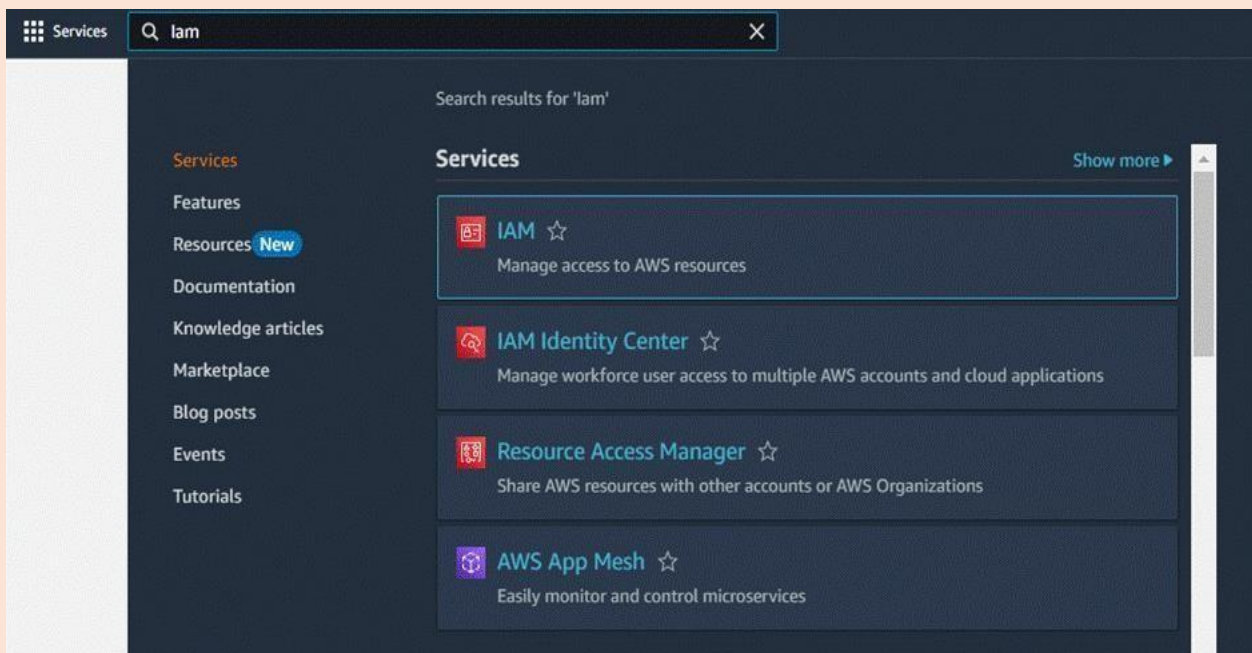 Services
Iam
Search results for 'Iam'
Services
Features
Resources New
Documentation
Knowledge articles
Marketplace
Blog posts
Events
Tutorials
Services
Show more
IAM
Manage access to AWS resources
IAM Identity Center
Manage workforce user access to multiple AWS accounts and cloud applications
Resource Access Manager
Share AWS resources with other accounts or AWS Organizations
AWS App Mesh
Easily monitor and control microservices